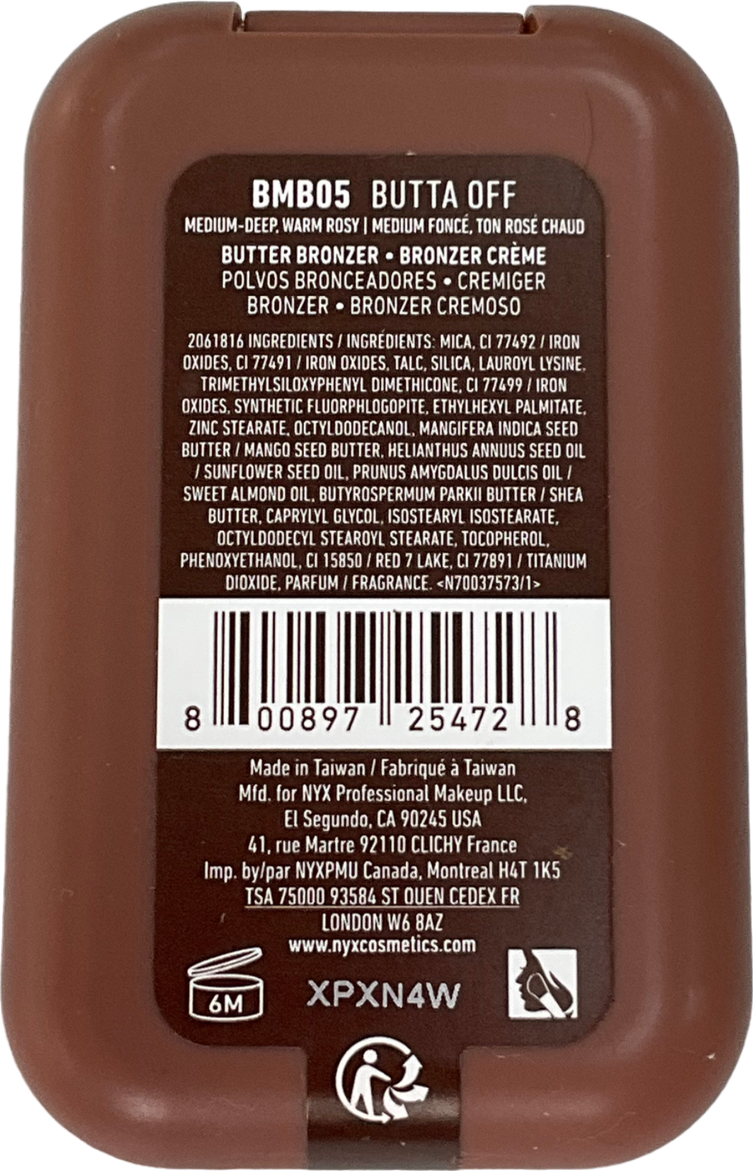 BMB05 BUTTA OFF
MEDIUM-DEEP, WARM ROSY | MEDIUM FONCÉ, TON ROSÉ CHAUD
BUTTER BRONZER • BRONZER CRÈME
POLVOS BRONCEADORES • CREMIGER
BRONZER • BRONZER CREMOSO
2061816 INGREDIENTS / INGRÉDIENTS: MICA, CI 77492 / IRON
OXIDES, CI 77491 / IRON OXIDES, TALC, SILICA, LAUROYL LYSINE,
TRIMETHYLSILOXYPHENYL DIMETHICONE, CI 77499 / IRON
OXIDES, SYNTHETIC FLUORPHLOGOPITE, ETHYLHEXYL PALMITATE,
ZINC STEARATE, OCTYLDODECANOL, MANGIFERA INDICA SEED
BUTTER / MANGO SEED BUTTER, HELIANTHUS ANNUUS SEED OIL
/ SUNFLOWER SEED OIL, PRUNUS AMYGDALUS DULCIS OIL /
SWEET ALMOND OIL, BUTYROSPERMUM PARKII BUTTER / SHEA
BUTTER, CAPRYLYL GLYCOL, ISOSTEARYL ISOSTEARATE,
OCTYLDODECYL STEAROYL STEARATE, TOCOPHEROL,
PHENOXYETHANOL, CI 15850 / RED 7 LAKE, CI 77891 / TITANIUM
DIOXIDE, PARFUM / FRAGRANCE. <N70037573/1>
8 00897 25472 8
Made in Taiwan / Fabriqué à Taiwan
Mfd. for NYX Professional Makeup LLC,
El Segundo, CA 90245 USA
41, rue Martre 92110 CLICHY France
Imp. by/par NYXPMU Canada, Montreal H4T 1K5
TSA 75000 93584 ST OUEN CEDEX FR
LONDON W6 8AZ
www.nyxcosmetics.com
6M XPXN4W